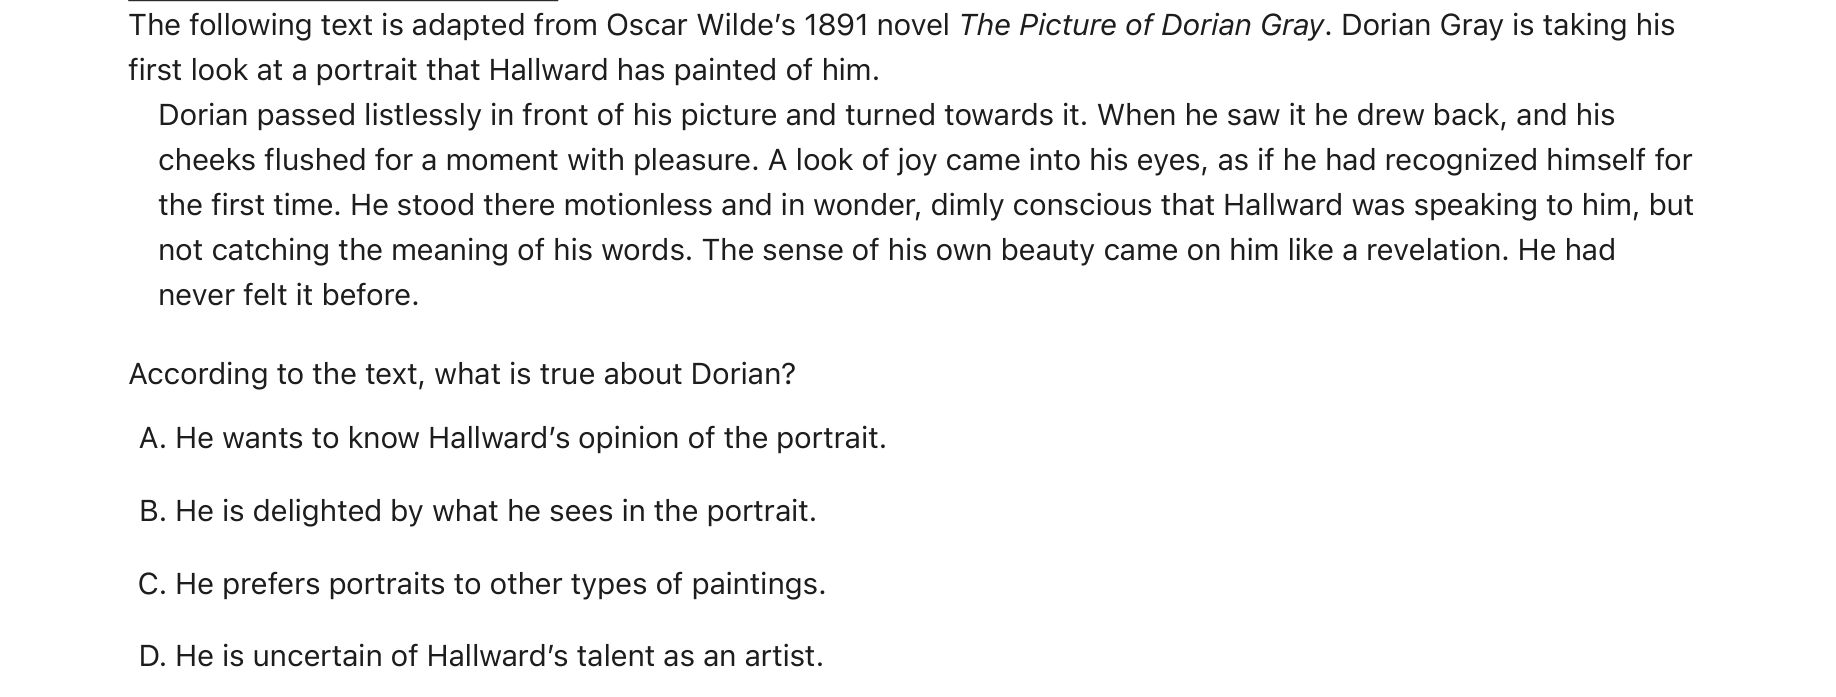 The following text is adapted from Oscar Wilde’s 1891 novel The Picture of Dorian Gray. Dorian Gray is taking his
first look at a portrait that Hallward has painted of him.
Dorian passed listlessly in front of his picture and turned towards it. When he saw it he drew back, and his
cheeks flushed for a moment with pleasure. A look of joy came into his eyes, as if he had recognized himself for
the first time. He stood there motionless and in wonder, dimly conscious that Hallward was speaking to him, but
not catching the meaning of his words. The sense of his own beauty came on him like a revelation. He had
never felt it before.
According to the text, what is true about Dorian?
A. He wants to know Hallward’s opinion of the portrait.
B. He is delighted by what he sees in the portrait.
C. He prefers portraits to other types of paintings.
D. He is uncertain of Hallward’s talent as an artist.